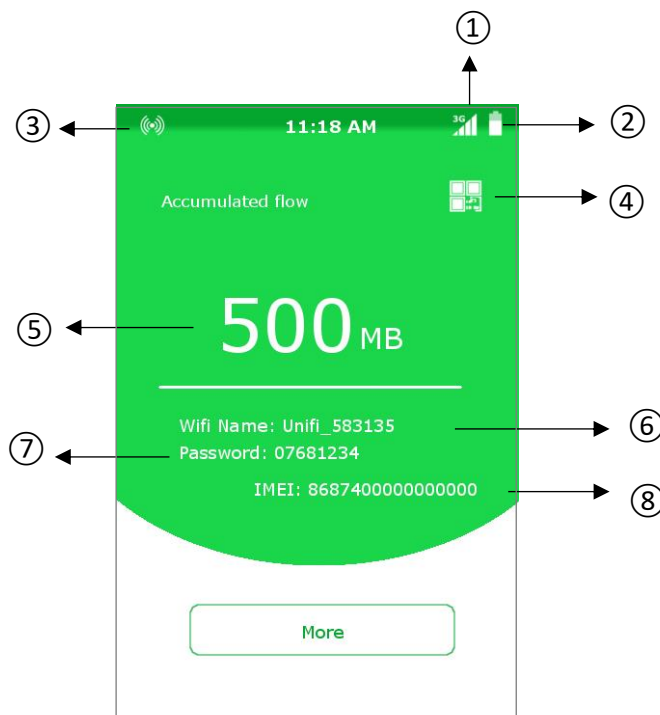 ①
③ 11:18 AM 3G ②
Accumulated flow ④
⑤ 500 MB
Wifi Name: Unifi_583135 ⑥
⑦ Password: 07681234
IMEI: 8687400000000000 ⑧
More